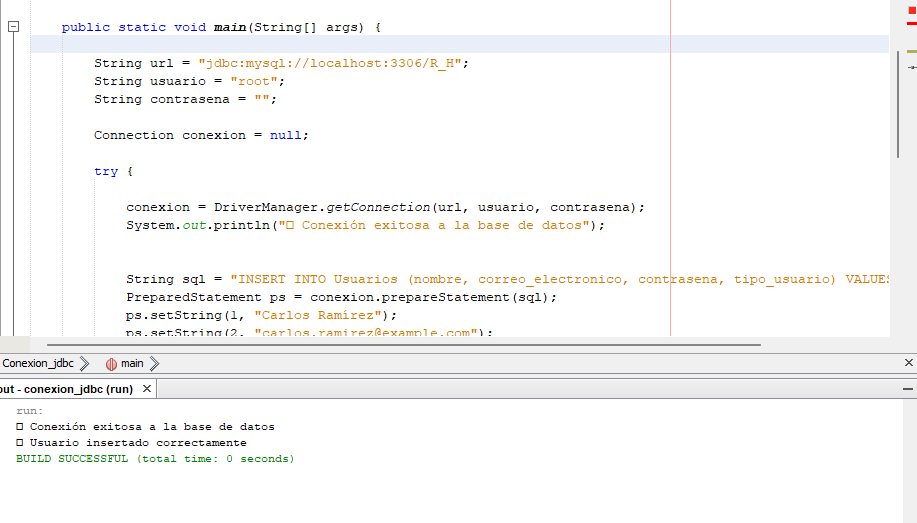 public static void main(String[] args) {
String url = "jdbc:mysql://localhost:3306/R_H";
String usuario = "root";
String contrasena = "";
Connection conexion = null;
try {
conexion = DriverManager.getConnection(url, usuario, contrasena);
System.out.println("▯ Conexión exitosa a la base de datos");
String sql = "INSERT INTO Usuarios (nombre, correo_electronico, contrasena, tipo_usuario) VALUES
PreparedStatement ps = conexion.prepareStatement(sql);
ps.setString(1, "Carlos Ramírez");
ps.setString(2, "carlos.ramirez@example.com");
Conexion_jdbc
main
out - conexion_jdbc (run)
run:
▯ Conexión exitosa a la base de datos
▯ Usuario insertado correctamente
BUILD SUCCESSFUL (total time: 0 seconds)